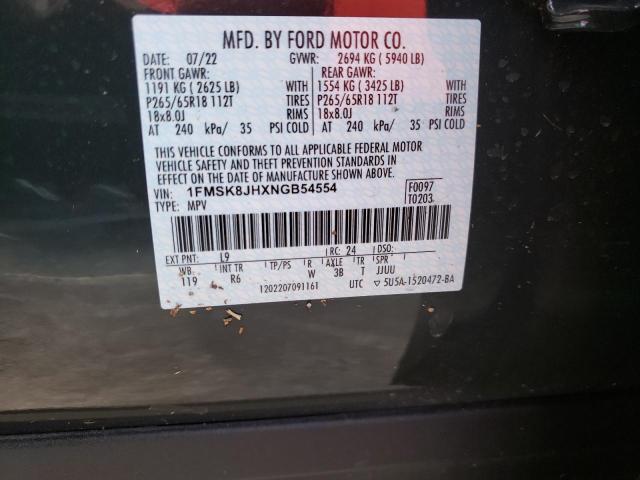 MFD. BY FORD MOTOR CO.
DATE: 07/22 GVWR: 2694 KG ( 5940 LB)
FRONT GAWR: REAR GAWR:
1191 KG ( 2625 LB) WITH 1554 KG ( 3425 LB) WITH
P265/65R18 112T TIRES P265/65R18 112T TIRES
18x8.0J RIMS 18x8.0J RIMS
AT 240 kPa/ 35 PSI COLD AT 240 kPa/ 35 PSI COLD
THIS VEHICLE CONFORMS TO ALL APPLICABLE FEDERAL MOTOR
VEHICLE SAFETY AND THEFT PREVENTION STANDARDS IN
EFFECT ON THE DATE OF MANUFACTURE SHOWN ABOVE.
VIN: 1FMSK8JHXNGB54554 F0097
TYPE: MPV T0203
EXT PNT: L9 RC: 24 DSO:
WB INT TR TP/PS R AXLE TR SPR
119 R6 W 3B T JJUU
1202207091161 UTC ▽ 5U5A-1520472-BA